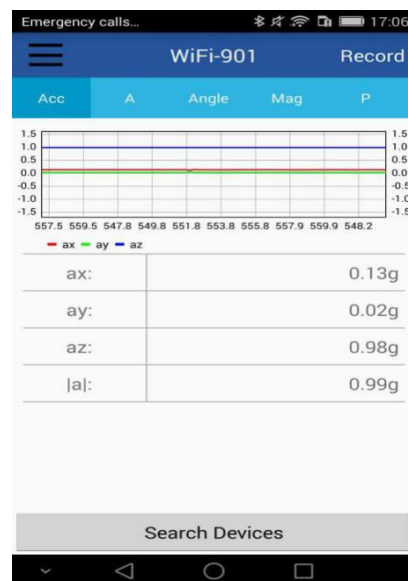 Emergency calls... 17:06
WiFi-901 Record
Acc A Angle Mag P
1.5 1.5
1.0 1.0
0.5 0.5
0.0 0.0
-0.5 -0.5
-1.0 -1.0
-1.5 -1.5
557.5 559.5 547.8 549.8 551.8 553.8 555.8 557.9 559.9 548.2
ax ay az
ax: 0.13g
ay: 0.02g
az: 0.98g
|a|: 0.99g
Search Devices